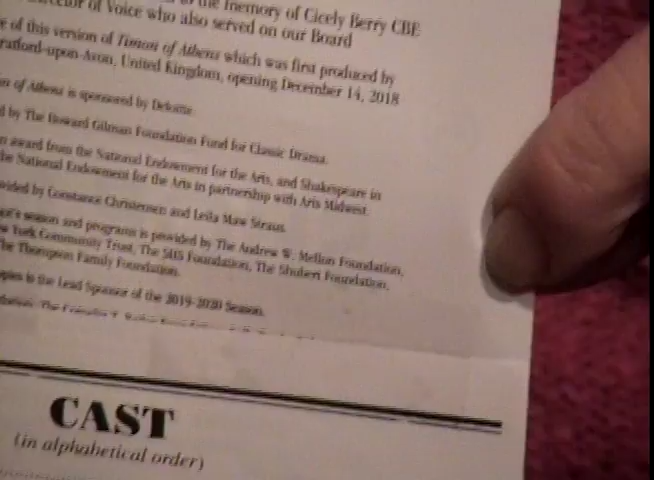 to the memory of Cicely Berry CBE
of Voice who also served on our Board
of this version of Timon of Athens which was first produced by
ratford-upon-Avon, United Kingdom, opening December 14, 2018
of Athens is sponsored by Deloitte.
by The Howard Gilman Foundation Fund for Classic Drama.
award from the National Endowment for the Arts, and Shakespeare in
the National Endowment for the Arts in partnership with Arts Midwest.
vided by Constance Christensen and Leila Maw Straus.
season and programs is provided by The Andrew W. Mellon Foundation,
York Community Trust, The SHS Foundation, The Shubert Foundation,
The Thompson Family Foundation.
is the Lead Sponsor of the 2019-2020 Season.
CAST
(in alphabetical order)